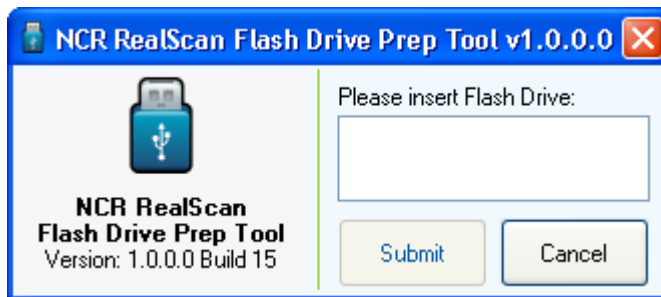 NCR RealScan Flash Drive Prep Tool v1.0.0.0
NCR RealScan
Flash Drive Prep Tool
Version: 1.0.0.0 Build 15
Please insert Flash Drive:
Submit
Cancel